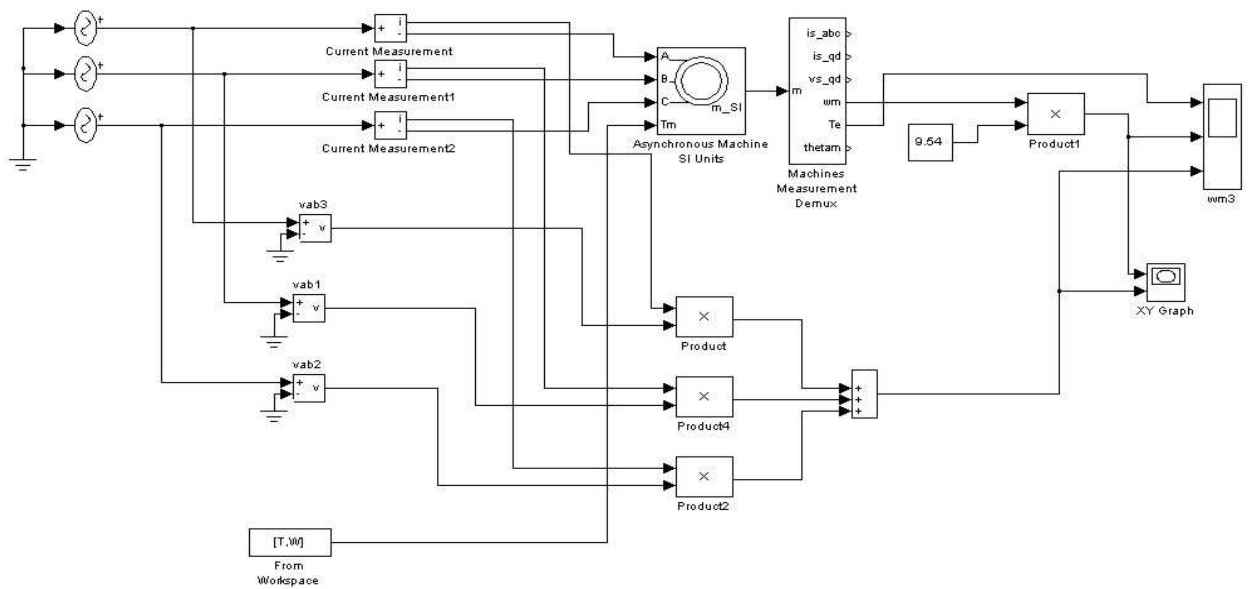 +
+ i
-
Current Measurement
+
+ i
-
Current Measurement1
+
+ i
-
Current Measurement2
A
B
C
Tm
m_SI
Asynchronous Machine
SI Units
m
is_abc
is_qd
vs_qd
wm
Te
thetam
Machines
Measurement
Demux
9.54
×
Product1
wm3
XY Graph
vab3
+
- v
vab1
+
- v
vab2
+
- v
×
Product
×
Product4
×
Product2
+
+
+
[T,W]
From
Workspace